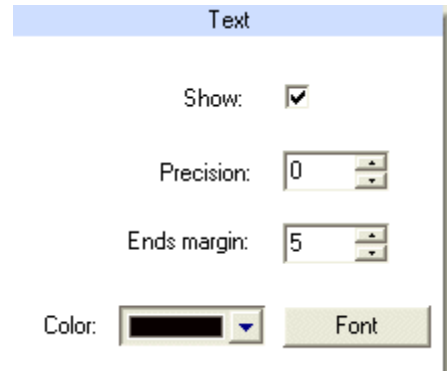 Text
Show:
Precision: 0
Ends margin: 5
Color: Font